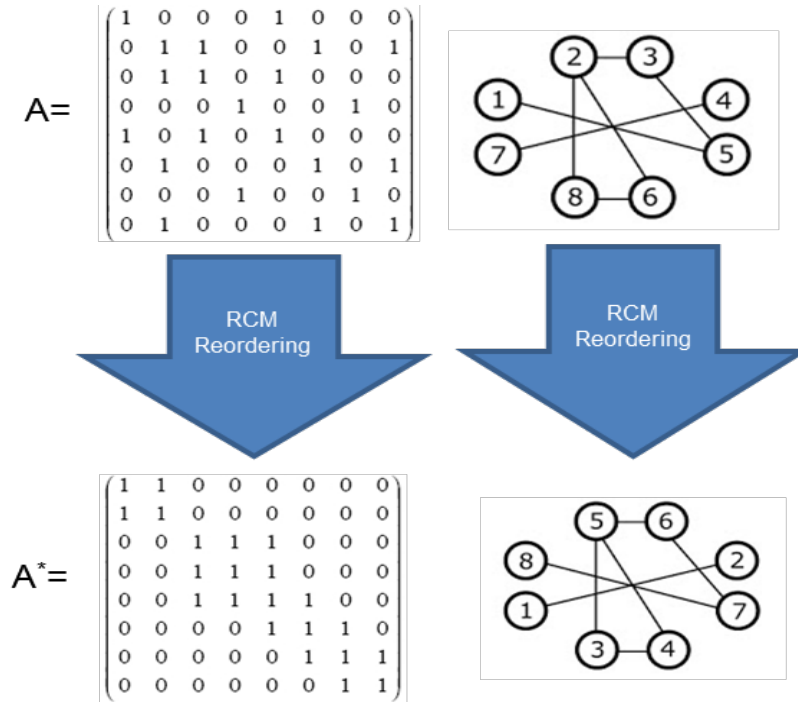 A=
1 0 0 0 1 0 0 0
0 1 1 0 0 1 0 1
0 1 1 0 1 0 0 0
0 0 0 1 0 0 1 0
1 0 1 0 1 0 0 0
0 1 0 0 0 1 0 1
0 0 0 1 0 0 1 0
0 1 0 0 0 1 0 1
2 3
1 4
7 5
8 6
RCM
Reordering
RCM
Reordering
A*=
1 1 0 0 0 0 0 0
1 1 0 0 0 0 0 0
0 0 1 1 1 0 0 0
0 0 1 1 1 0 0 0
0 0 1 1 1 1 0 0
0 0 0 0 1 1 1 0
0 0 0 0 0 1 1 1
0 0 0 0 0 0 1 1
5 6
8 2
1 7
3 4